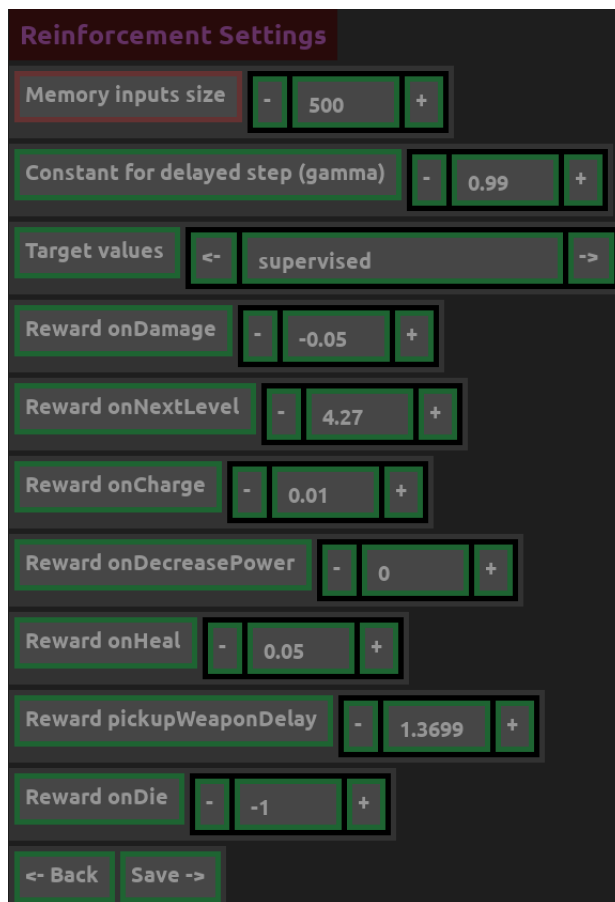 Reinforcement Settings
Memory inputs size - 500 +
Constant for delayed step (gamma) - 0.99 +
Target values <- supervised ->
Reward onDamage - -0.05 +
Reward onNextLevel - 4.27 +
Reward onCharge - 0.01 +
Reward onDecreasePower - 0 +
Reward onHeal - 0.05 +
Reward pickupWeaponDelay - 1.3699 +
Reward onDie - -1 +
<- Back Save ->